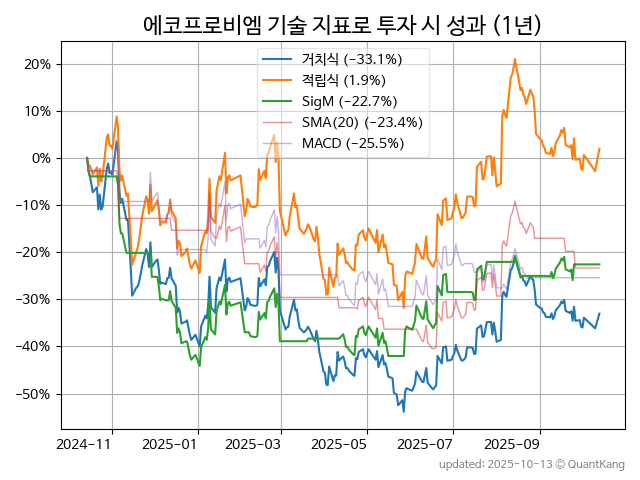 에코프로비엠 기술 지표로 투자 시 성과 (1년)
거치식 (−33.1%)
적립식 (1.9%)
SigM (−22.7%)
SMA(20) (−23.4%)
MACD (−25.5%)
20%
10%
0%
−10%
−20%
−30%
−40%
−50%
2024−11 2025−01 2025−03 2025−05 2025−07 2025−09
updated: 2025-10-13 © QuantKang